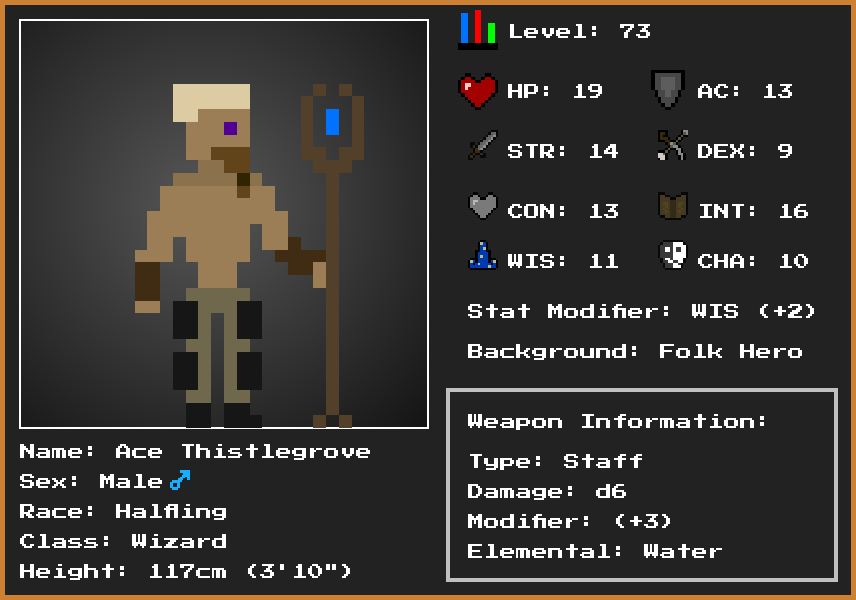 Level: 73
HP: 19 AC: 13
STR: 14 DEX: 9
CON: 13 INT: 16
WIS: 11 CHA: 10
Stat Modifier: WIS (+2)
Background: Folk Hero
Weapon Information:
Type: Staff
Damage: d6
Modifier: (+3)
Elemental: Water
Name: Ace Thistlegrove
Sex: Male♂
Race: Halfling
Class: Wizard
Height: 117cm (3'10")